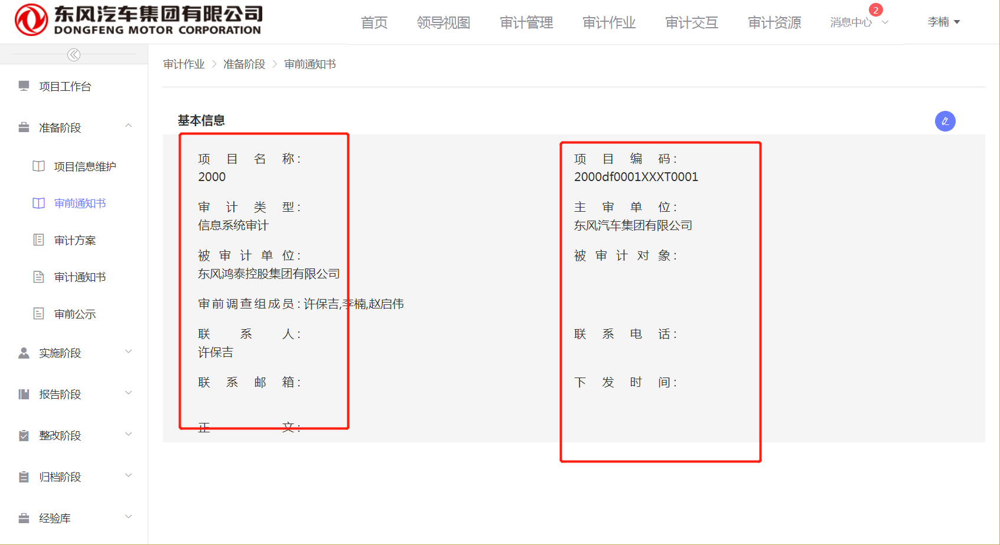 东风汽车集团有限公司
DONGFENG MOTOR CORPORATION
首页
领导视图
审计管理
审计作业
审计交互
审计资源
消息中心
2
李楠
项目工作台
准备阶段
项目信息维护
审前通知书
审计方案
审计通知书
审前公示
实施阶段
报告阶段
整改阶段
归档阶段
经验库
审计作业 > 准备阶段 > 审前通知书
基本信息
项目名称:
2000
项目编码:
2000df0001XXXT0001
审计类型:
信息系统审计
主审单位:
东风汽车集团有限公司
被审计单位:
东风鸿泰控股集团有限公司
被审计对象:
审前调查组成员:许保吉,李楠,赵启伟
联系人:
许保吉
联系电话:
联系邮箱:
下发时间:
正文: